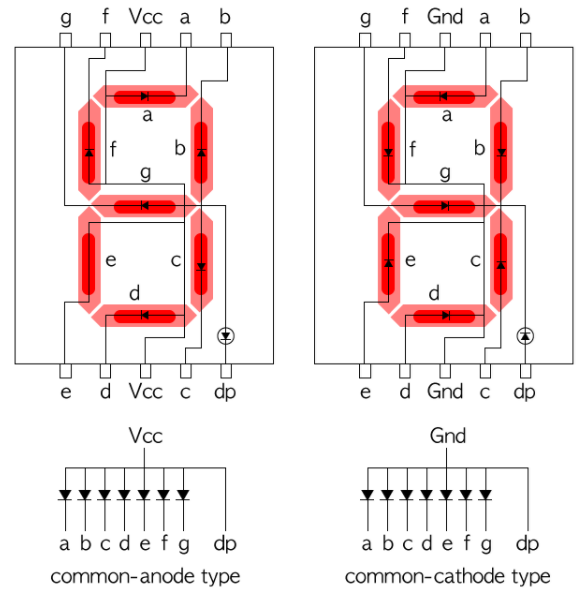 g f Vcc a b
g f Gnd a b
a
a
f b
f b
g
g
e c
e c
d
d
e d Vcc c dp
e d Gnd c dp
Vcc
Gnd
a b c d e f g dp
a b c d e f g dp
common-anode type
common-cathode type